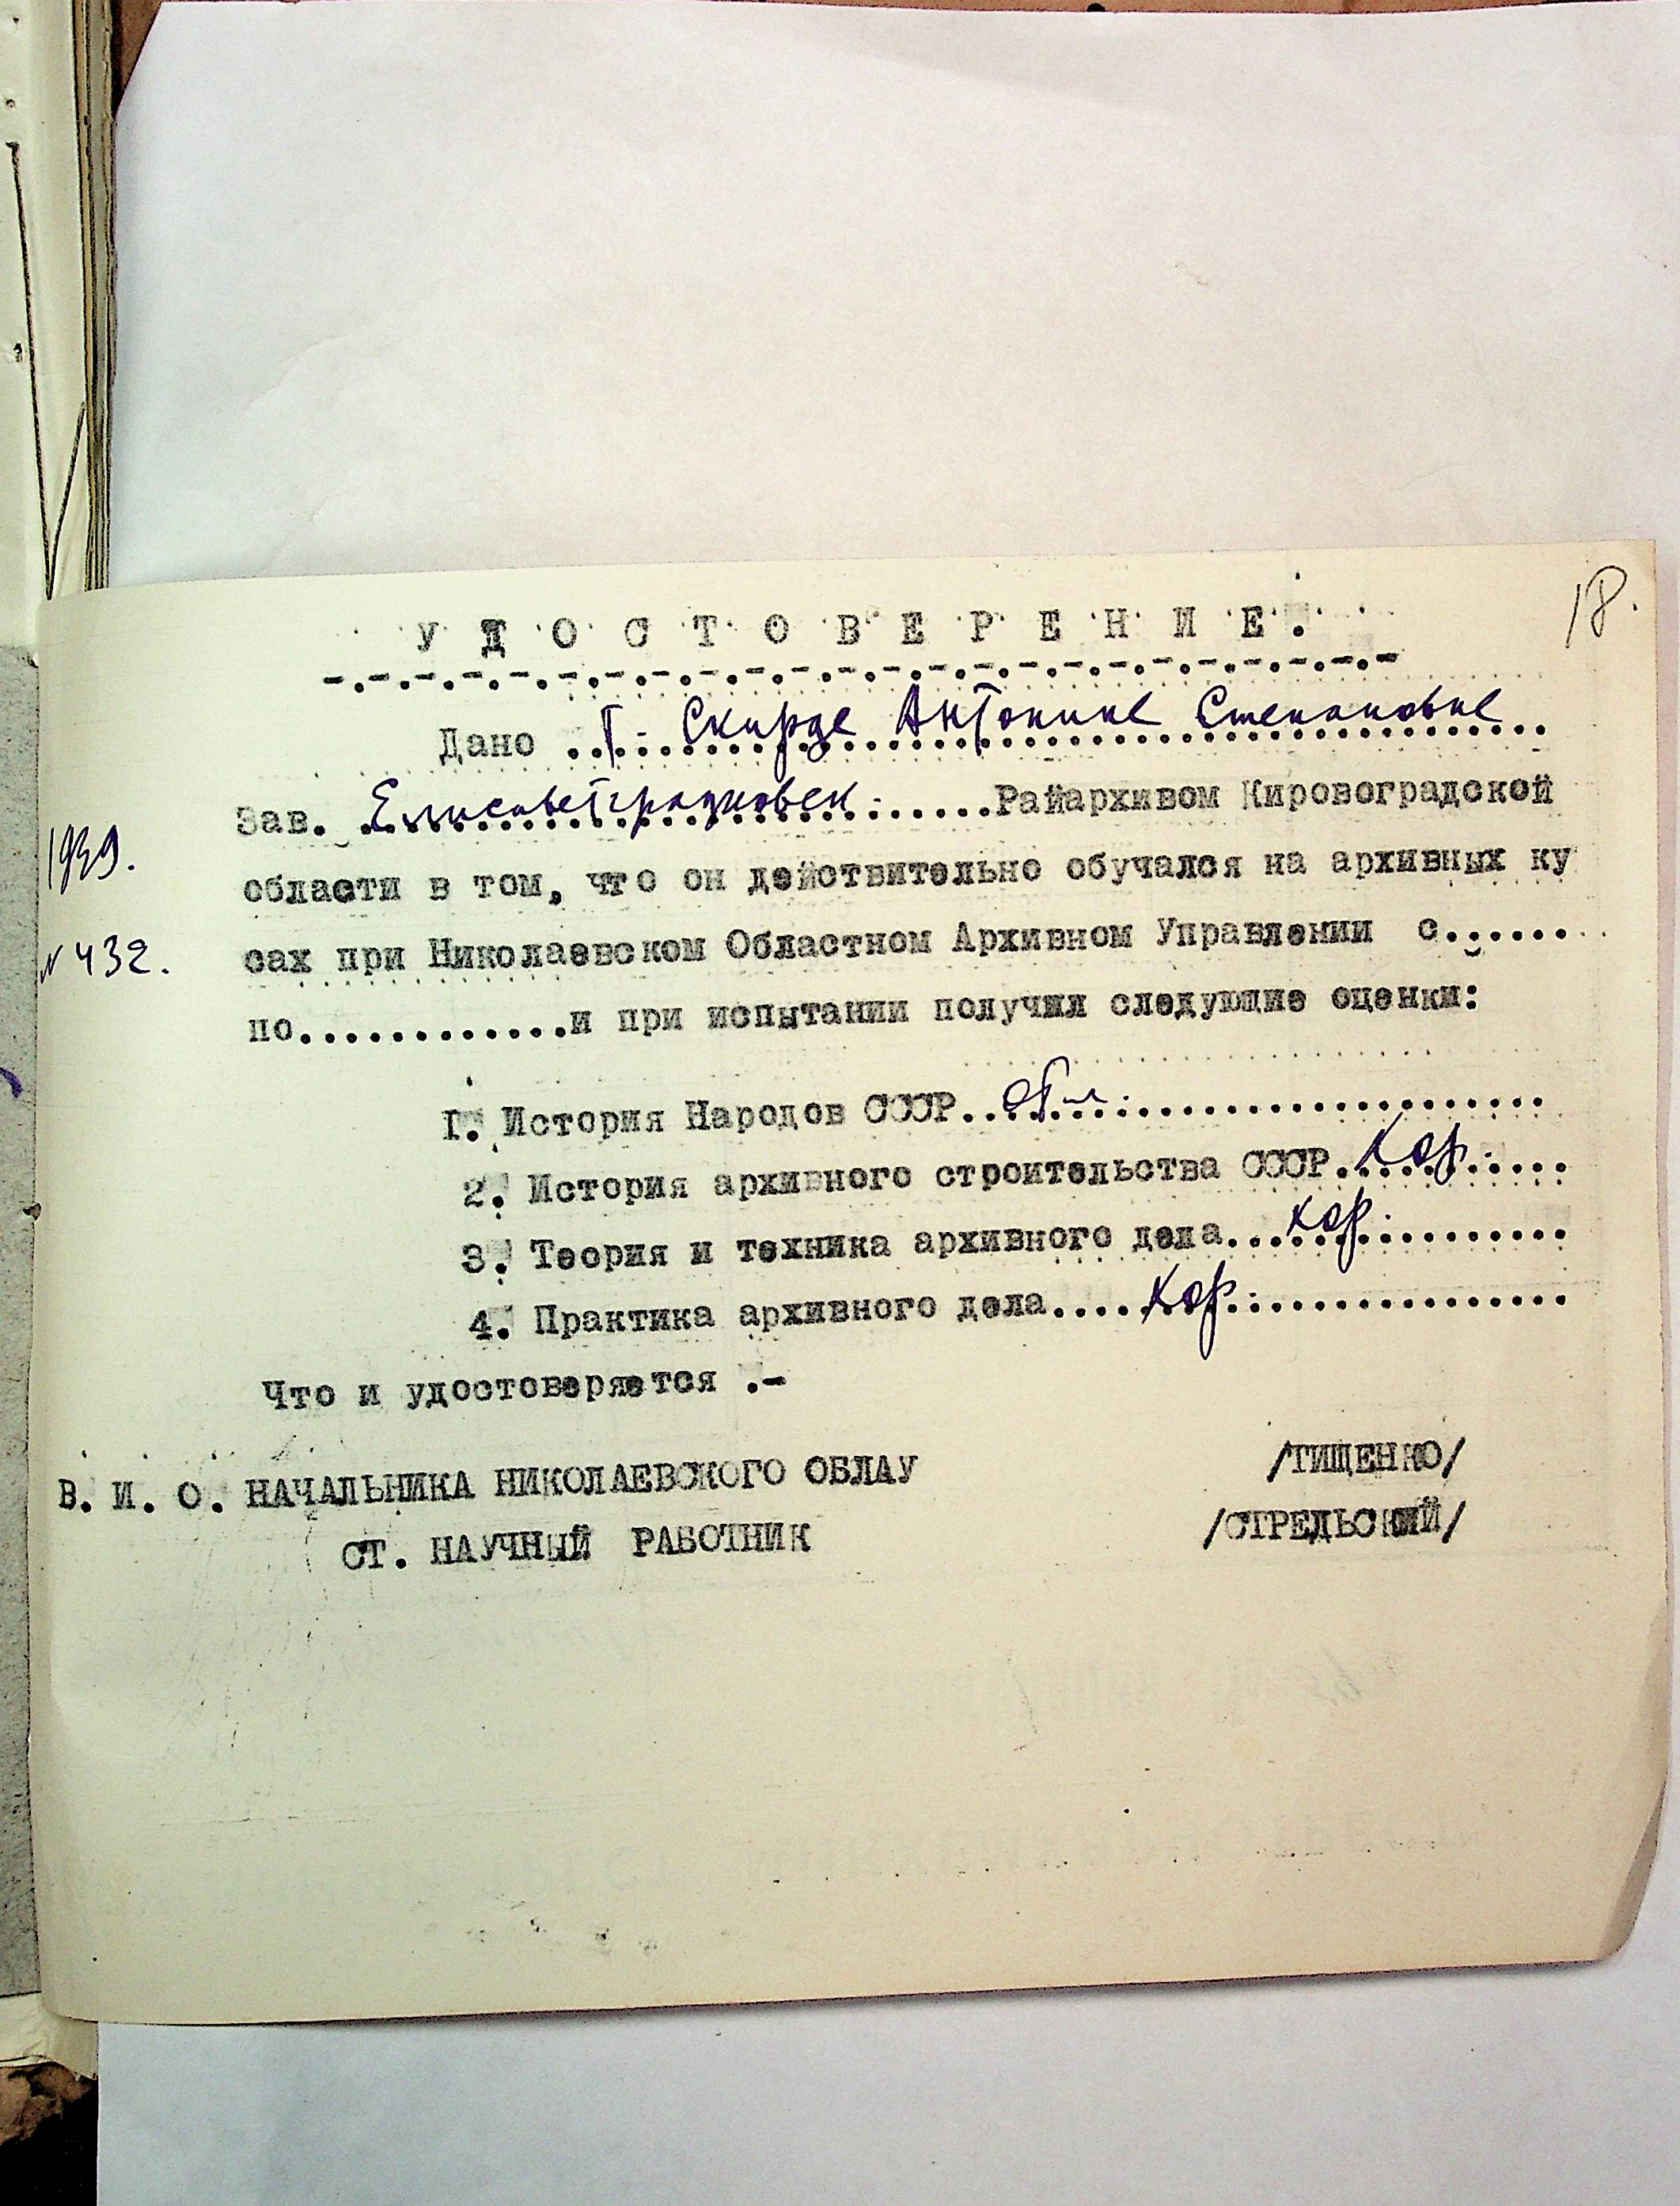 18.
УДОСТОВЕРЕНИЕ.
Дано ..Т. Скирде Антонине Степановне..
Зав. Елисаветградковск......Райархивом Кировоградской
1939.
области в том, что он действительно обучался на архивных ку
№ 432.
сах при Николаевском Областном Архивном Управлении с.......
по............и при испытании получил следующие оценки:
1. История Народов СССР........................
2. История архивного строительства СССР. Хор.......
3. Теория и техника архивного дела... хор...........
4. Практика архивного дела.... Хор.................
Что и удостоверяется .-
В. И. О. НАЧАЛЬНИКА НИКОЛАЕВСКОГО ОБЛАУ /ТИЩЕНКО/
СТ. НАУЧНЫЙ РАБОТНИК /СТРЕЛЬСКИЙ/